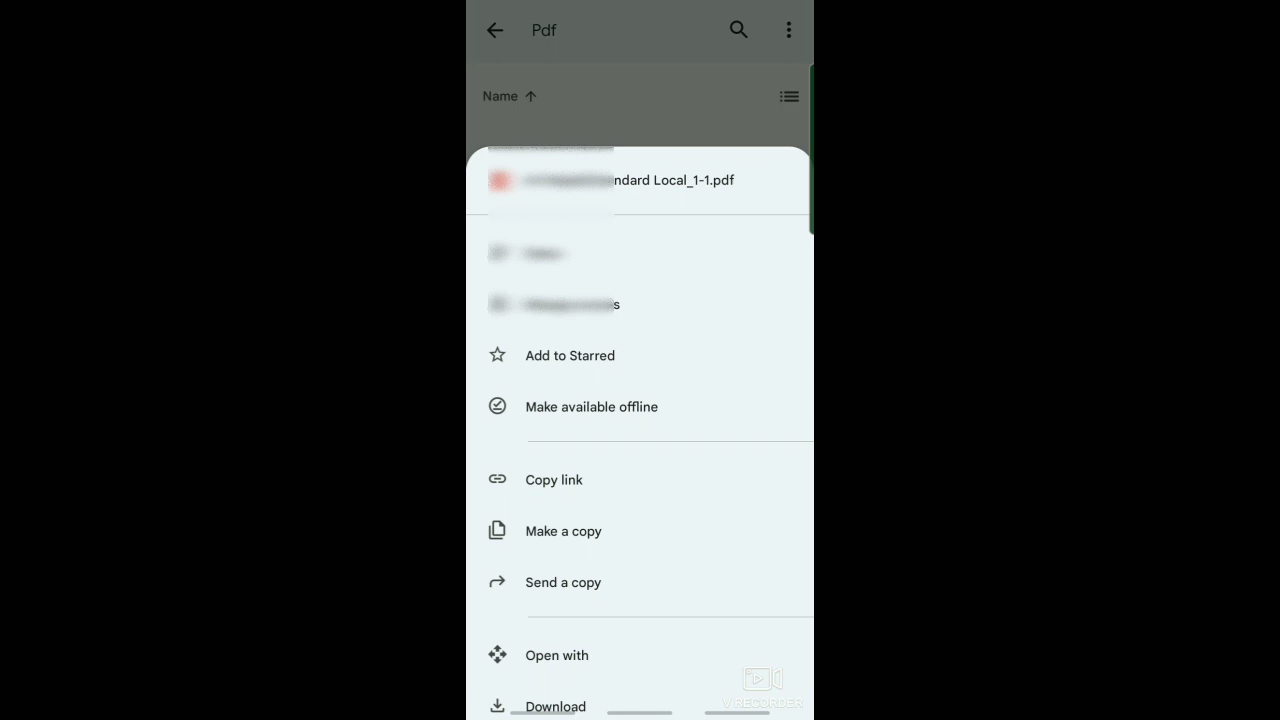 Pdf
Name
ndard Local_1-1.pdf
Add to Starred
Make available offline
Copy link
Make a copy
Send a copy
Open with
Download
V RECORDER